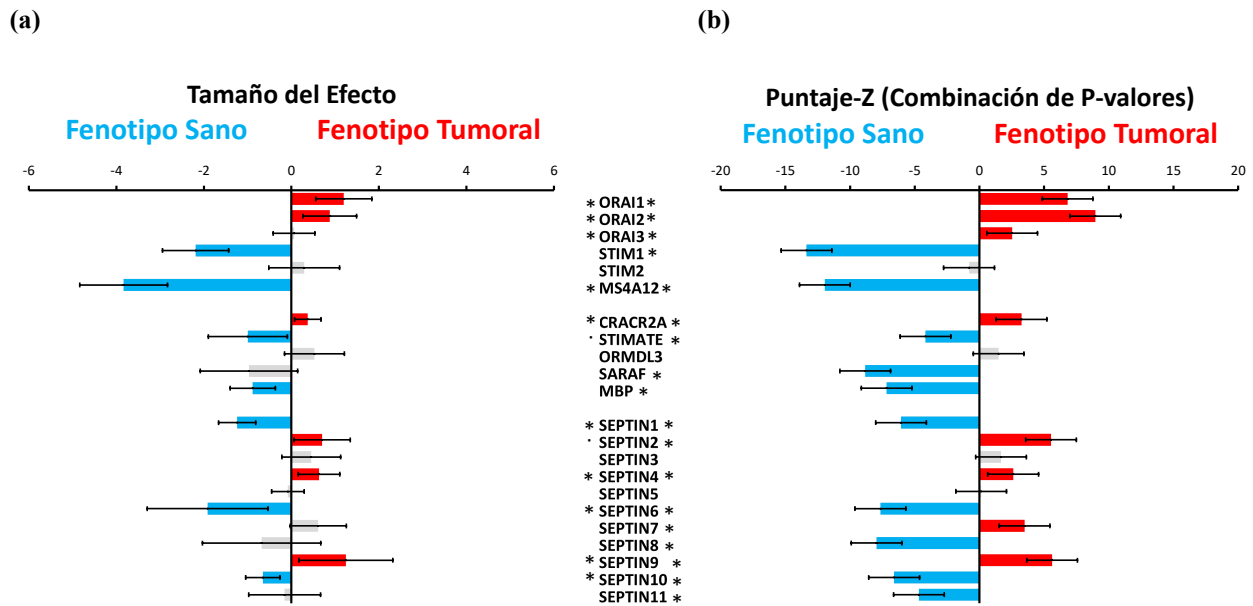 (a)
(b)
Tamaño del Efecto
Fenotipo Sano Fenotipo Tumoral
-6 -4 -2 0 2 4 6
Puntaje-Z (Combinación de P-valores)
Fenotipo Sano Fenotipo Tumoral
-20 -15 -10 -5 0 5 10 15 20
* ORAI1 *
* ORAI2 *
* ORAI3 *
STIM1 *
STIM2
* MS4A12 *
* CRACR2A *
· STIMATE *
ORMDL3
SARAF *
MBP *
* SEPTIN1 *
· SEPTIN2 *
SEPTIN3
* SEPTIN4 *
SEPTIN5
* SEPTIN6 *
SEPTIN7 *
SEPTIN8 *
* SEPTIN9 *
* SEPTIN10 *
SEPTIN11 *